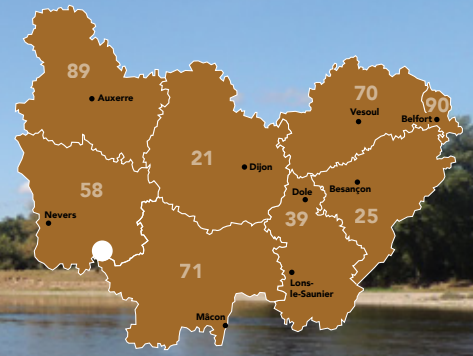 89
Auxerre
70
90
Vesoul
Belfort
21
Dijon
58
Dole
Besançon
Nevers
39
25
71
Lons-
le-Saunier
Mâcon